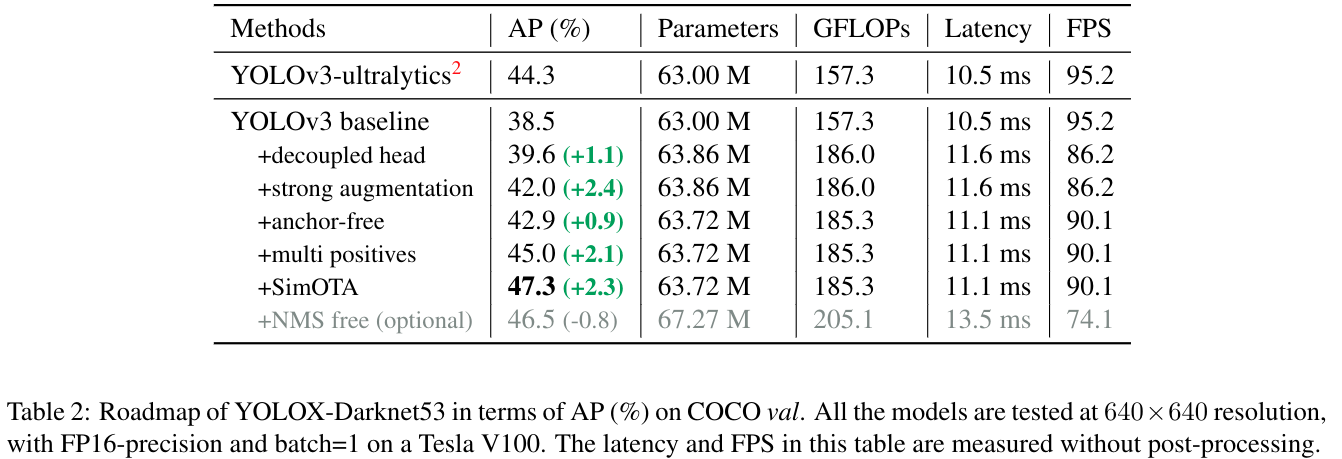 Methods AP (%) Parameters GFLOPs Latency FPS
YOLOv3-ultralytics2 44.3 63.00 M 157.3 10.5 ms 95.2
YOLOv3 baseline 38.5 63.00 M 157.3 10.5 ms 95.2
+decoupled head 39.6 (+1.1) 63.86 M 186.0 11.6 ms 86.2
+strong augmentation 42.0 (+2.4) 63.86 M 186.0 11.6 ms 86.2
+anchor-free 42.9 (+0.9) 63.72 M 185.3 11.1 ms 90.1
+multi positives 45.0 (+2.1) 63.72 M 185.3 11.1 ms 90.1
+SimOTA 47.3 (+2.3) 63.72 M 185.3 11.1 ms 90.1
+NMS free (optional) 46.5 (-0.8) 67.27 M 205.1 13.5 ms 74.1
Table 2: Roadmap of YOLOX-Darknet53 in terms of AP (%) on COCO val. All the models are tested at 640×640 resolution,
with FP16-precision and batch=1 on a Tesla V100. The latency and FPS in this table are measured without post-processing.